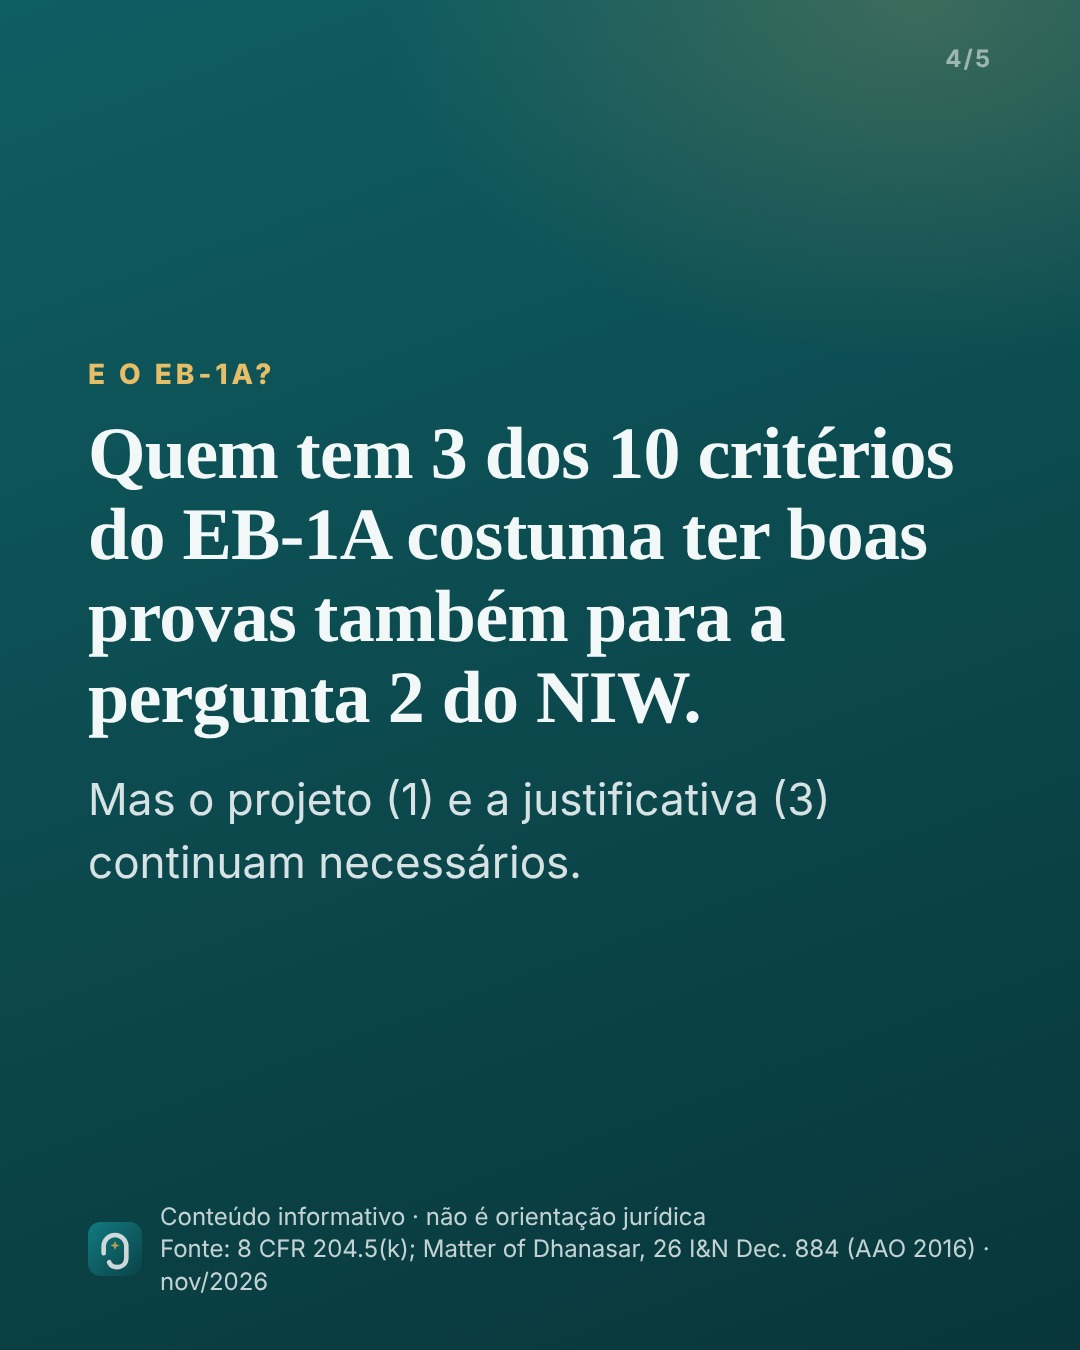 4/5
E O EB-1A?
Quem tem 3 dos 10 critérios
do EB-1A costuma ter boas
provas também para a
pergunta 2 do NIW.
Mas o projeto (1) e a justificativa (3)
continuam necessários.
Conteúdo informativo · não é orientação jurídica
Fonte: 8 CFR 204.5(k); Matter of Dhanasar, 26 I&N Dec. 884 (AAO 2016) ·
nov/2026